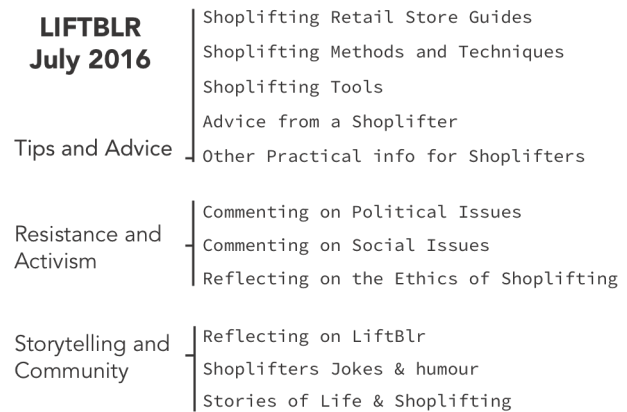 LIFTBLR
July 2016
Tips and Advice
Shoplifting Retail Store Guides
Shoplifting Methods and Techniques
Shoplifting Tools
Advice from a Shoplifter
Other Practical info for Shoplifters
Resistance and
Activism
Commenting on Political Issues
Commenting on Social Issues
Reflecting on the Ethics of Shoplifting
Storytelling and
Community
Reflecting on LiftBlr
Shoplifters Jokes & humour
Stories of Life & Shoplifting